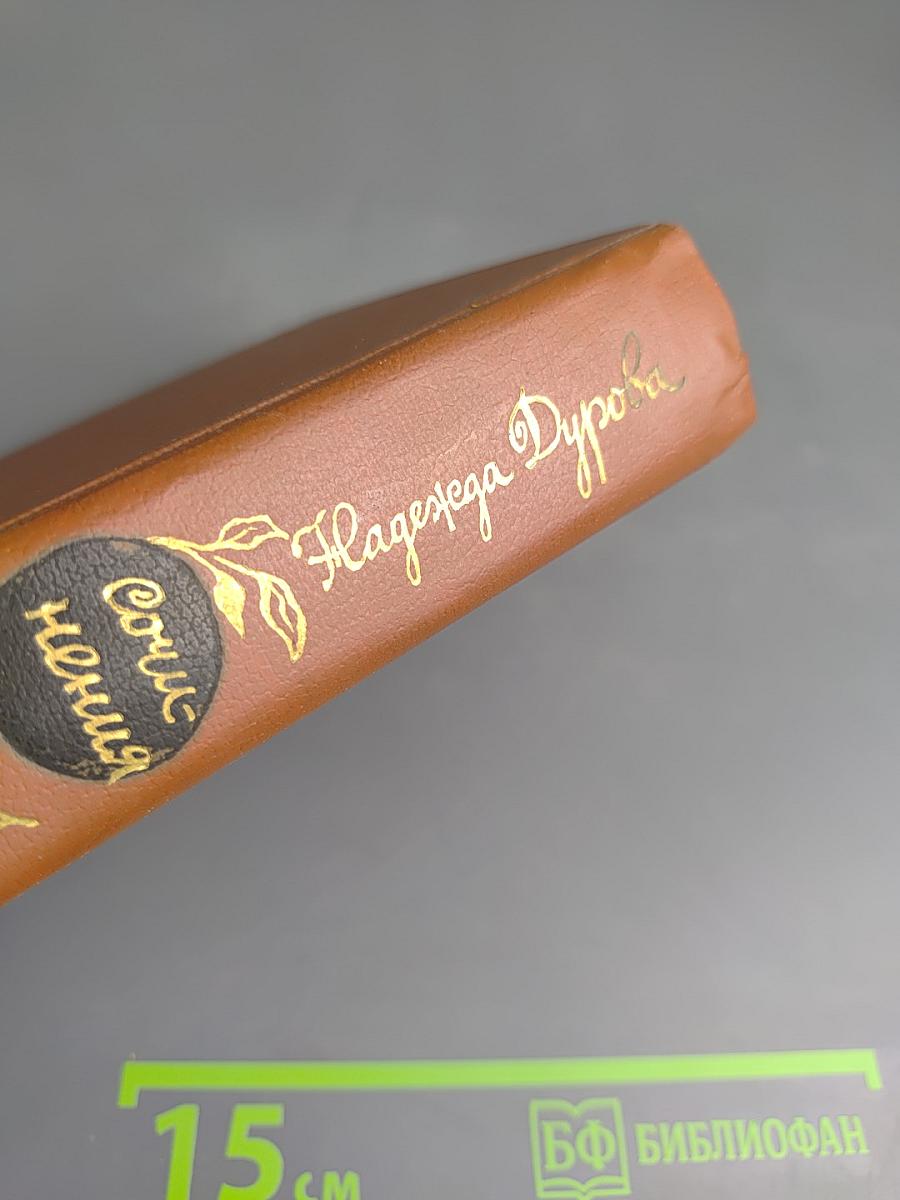 Надежда Дурова
Сочи-
нения
15 см
БФ БИБЛИОФАН